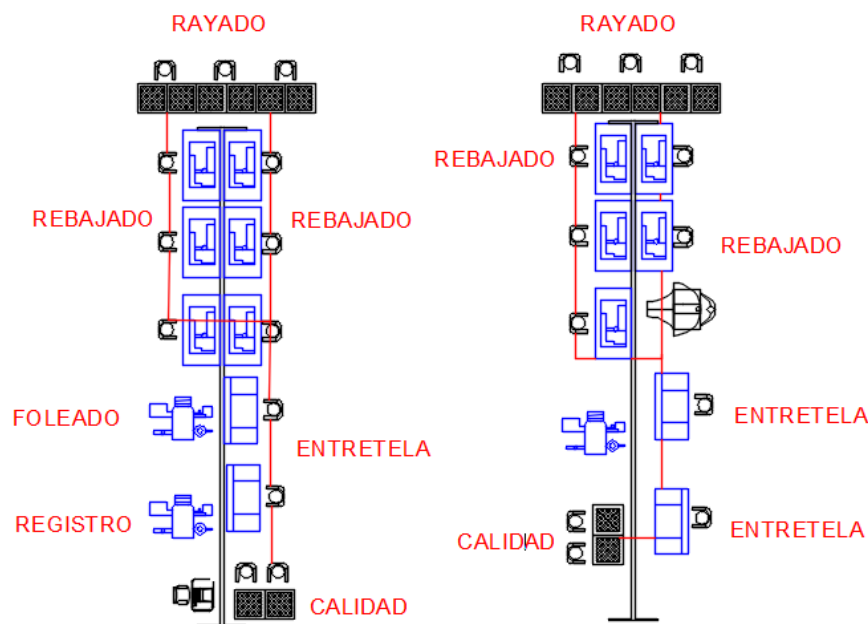 RAYADO
RAYADO
REBAJADO
REBAJADO
REBAJADO
REBAJADO
FOLEADO
ENTRETELA
ENTRETELA
REGISTRO
CALIDAD
ENTRETELA
CALIDAD